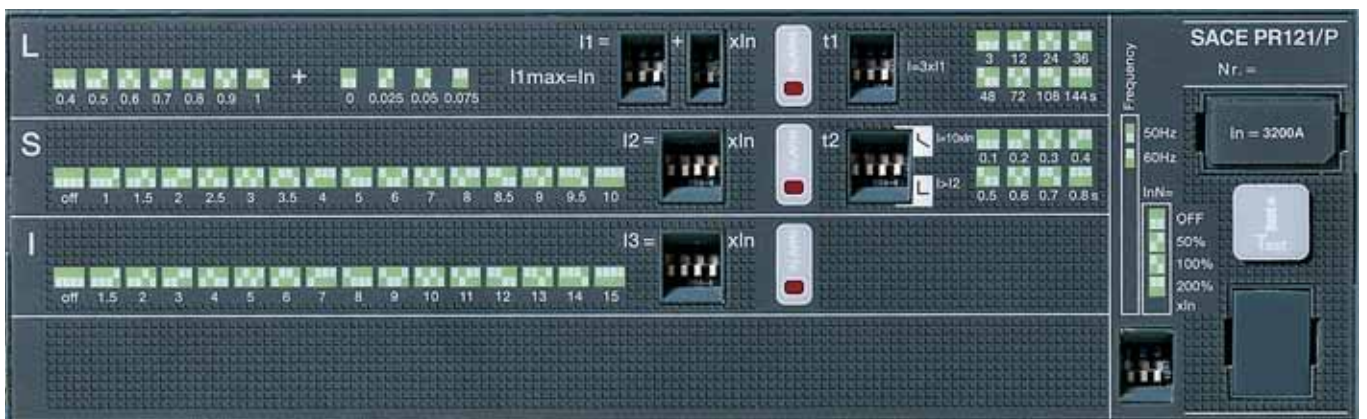 L
I1 =
+
xIn
I1max=In
0.4 0.5 0.6 0.7 0.8 0.9 1
+
0 0.025 0.05 0.075
t1
I=3xI1
3 12 24 36
48 72 108 144s
S
I2=
xIn
off 1 1.5 2 2.5 3 3.5 4 5 6 7 8 8.5 9 9.5 10
t2
I=10xIn
I>I2
0.1 0.2 0.3 0.4
0.5 0.6 0.7 0.8s
I
I3=
xIn
off 1.5 2 3 4 5 6 7 8 9 10 11 12 13 14 15
Frequency
50Hz
60Hz
InN=
OFF
50%
100%
200%
xIn
SACE PR121/P
Nr. =
In = 3200A
Test